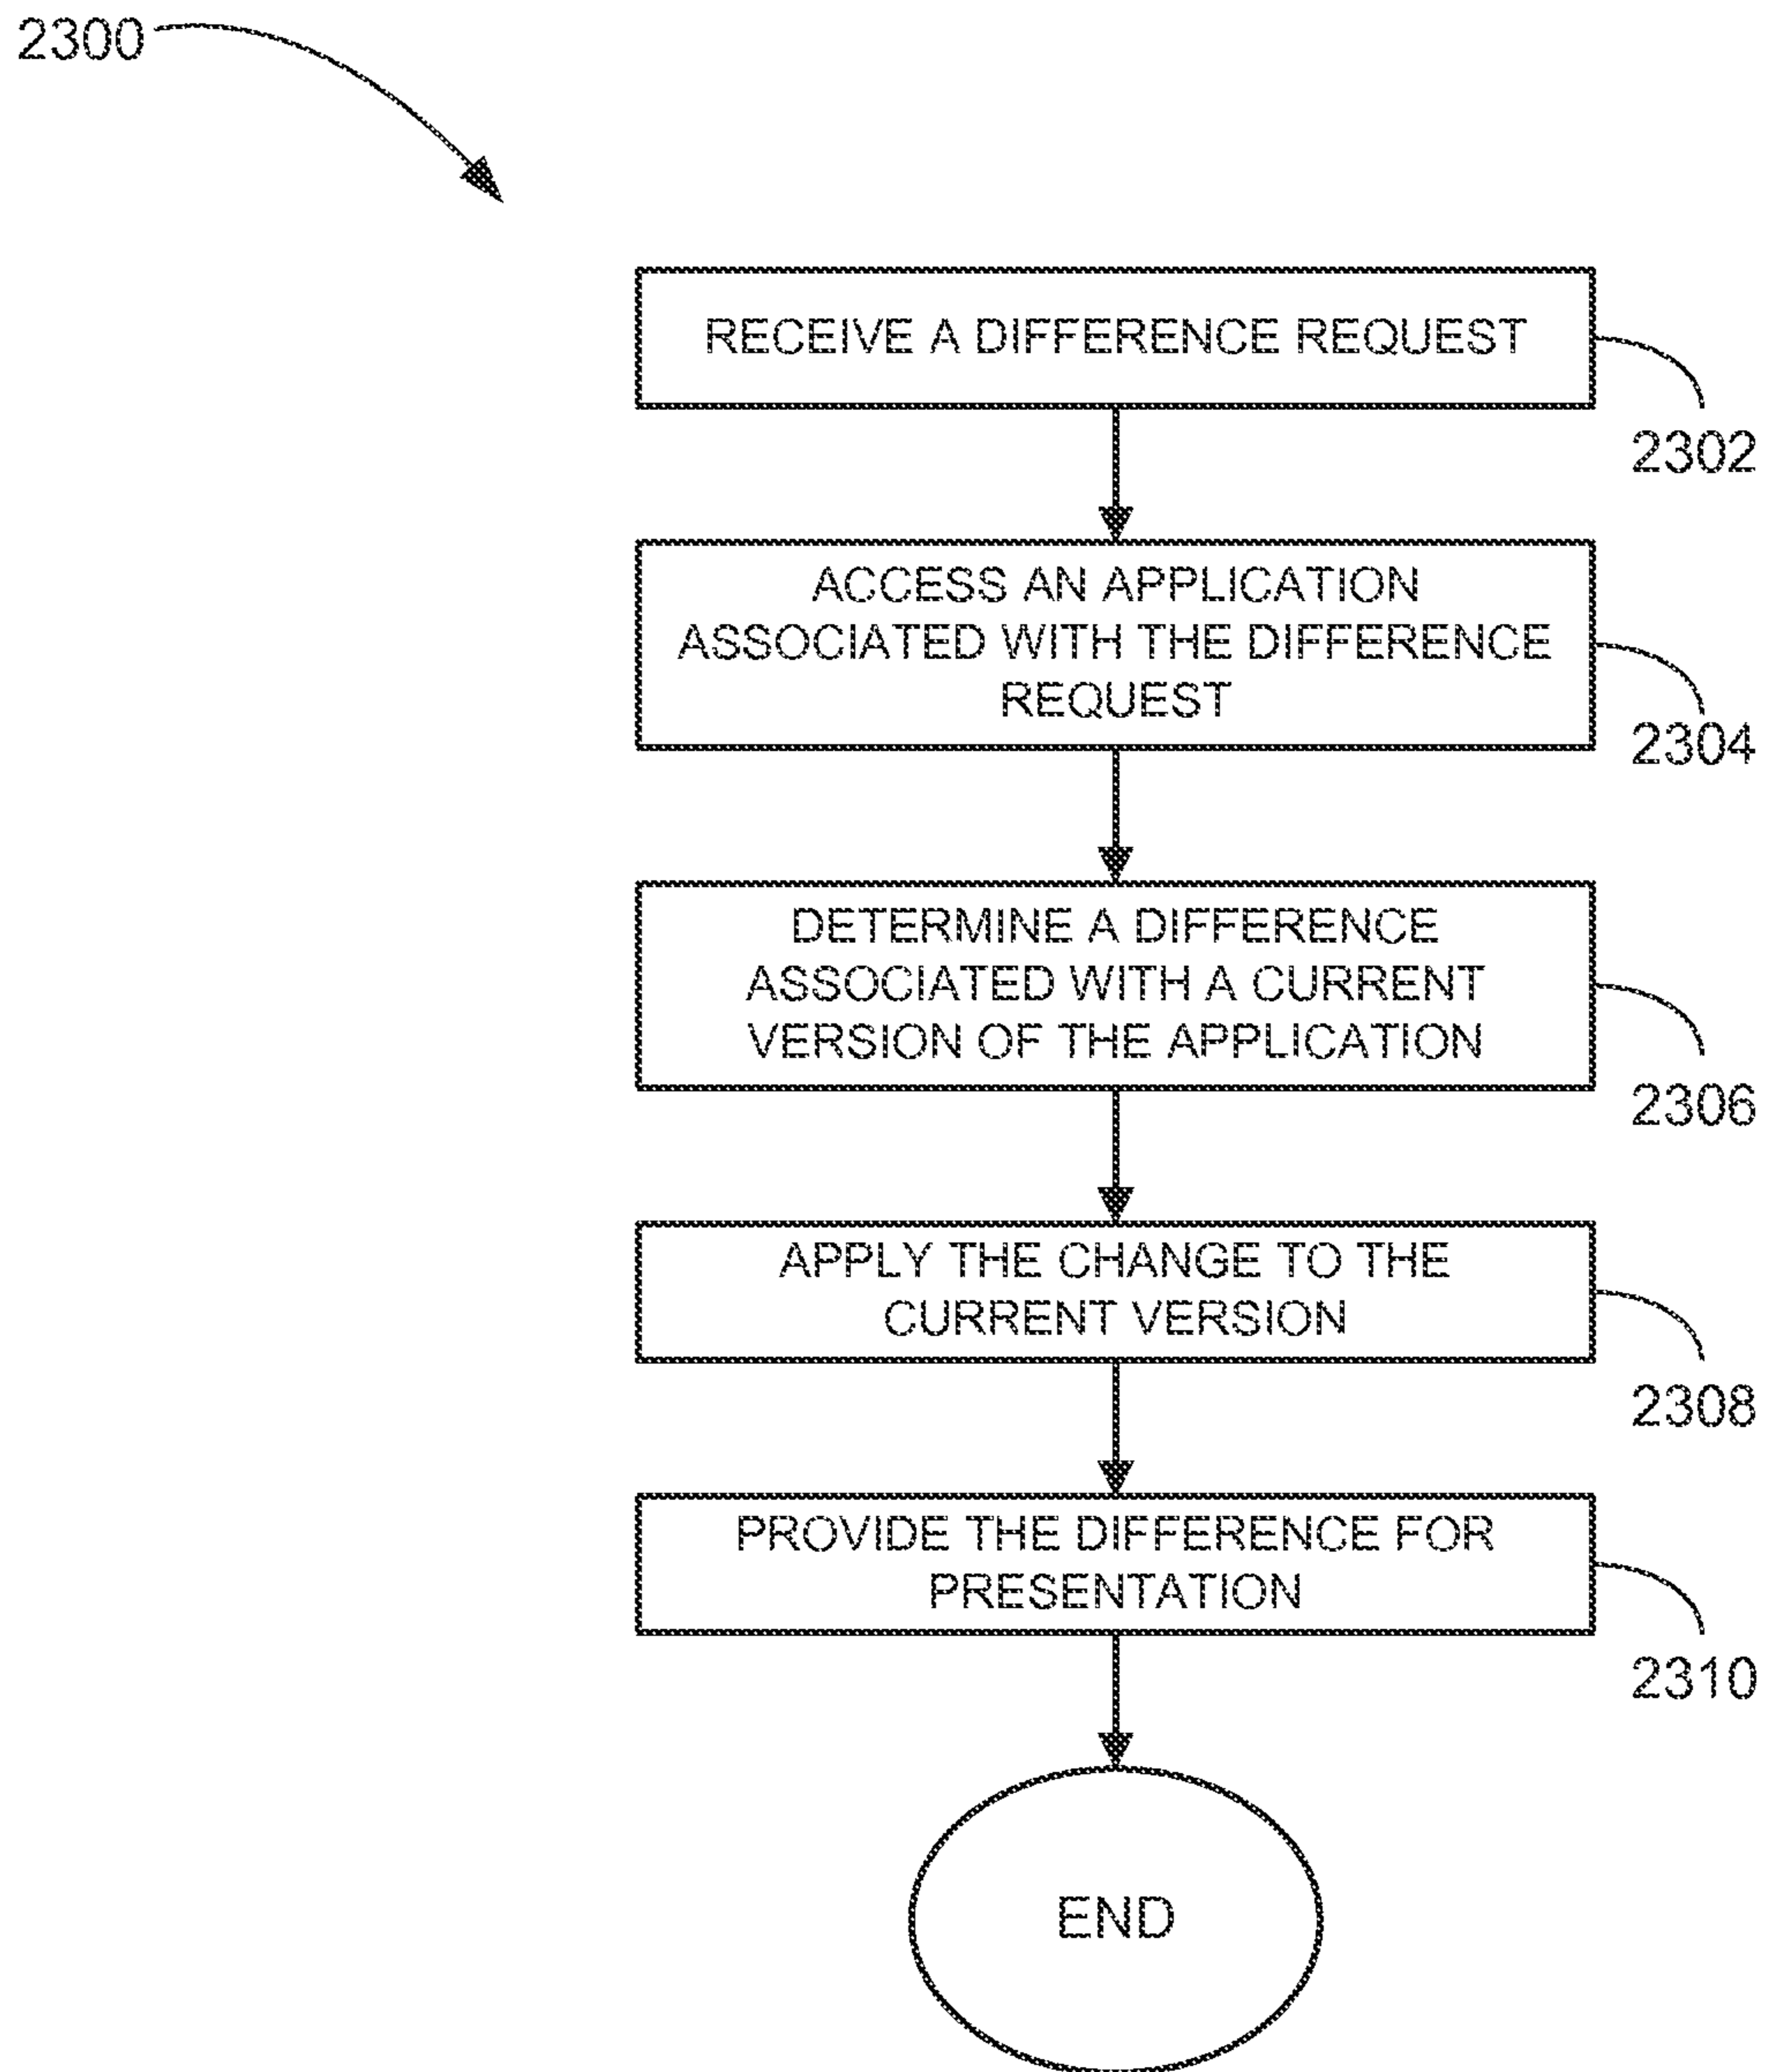 2300
RECEIVE A DIFFERENCE REQUEST
2302
ACCESS AN APPLICATION
ASSOCIATED WITH THE DIFFERENCE
REQUEST
2304
DETERMINE A DIFFERENCE
ASSOCIATED WITH A CURRENT
VERSION OF THE APPLICATION
2306
APPLY THE CHANGE TO THE
CURRENT VERSION
2308
PROVIDE THE DIFFERENCE FOR
PRESENTATION
2310
END